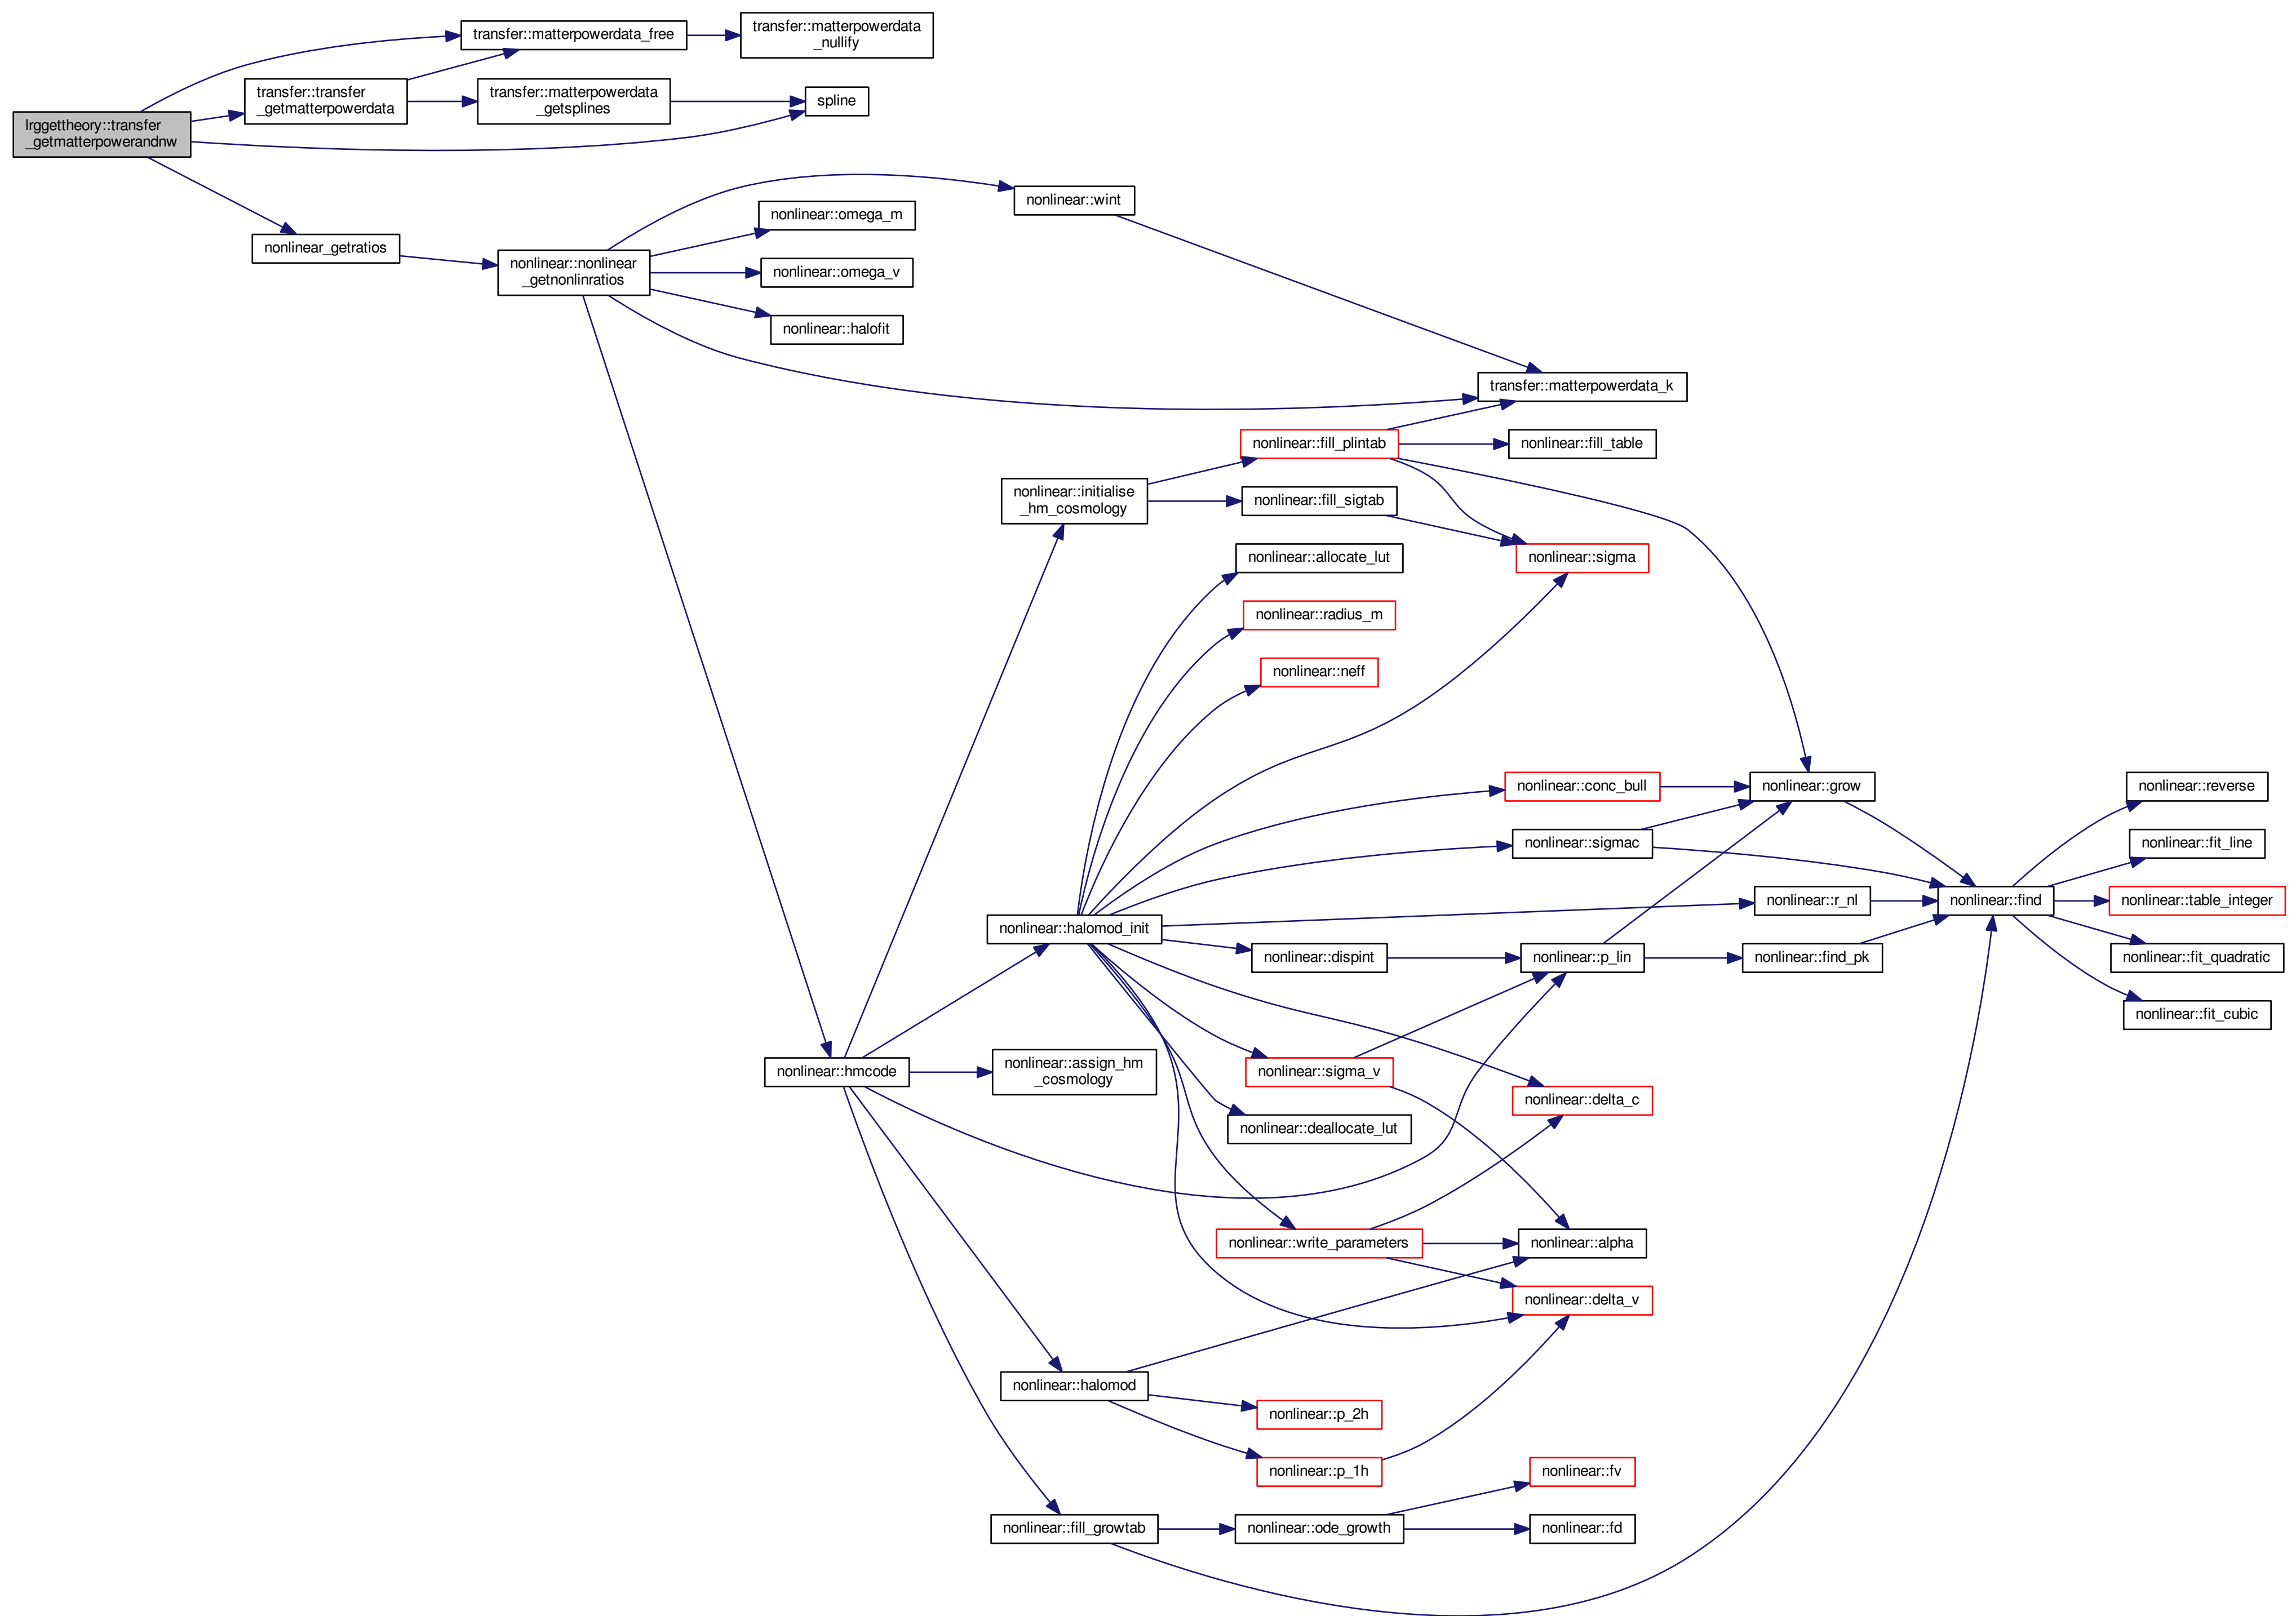 transfer::matterpowerdata_free
transfer::matterpowerdata
_nullify
transfer::transfer
_getmatterpowerdata
transfer::matterpowerdata
_getsplines
spline
lrggettheory::transfer
_getmatterpowerandnw
nonlinear::wint
nonlinear::omega_m
nonlinear_getratios
nonlinear::nonlinear
_getnonlinratios
nonlinear::omega_v
nonlinear::halofit
transfer::matterpowerdata_k
nonlinear::fill_plintab
nonlinear::fill_table
nonlinear::initialise
_hm_cosmology
nonlinear::fill_sigtab
nonlinear::allocate_lut
nonlinear::sigma
nonlinear::radius_m
nonlinear::neff
nonlinear::conc_bull
nonlinear::grow
nonlinear::reverse
nonlinear::sigmac
nonlinear::fit_line
nonlinear::r_nl
nonlinear::find
nonlinear::table_integer
nonlinear::halomod_init
nonlinear::dispint
nonlinear::p_lin
nonlinear::find_pk
nonlinear::fit_quadratic
nonlinear::fit_cubic
nonlinear::hmcode
nonlinear::assign_hm
_cosmology
nonlinear::sigma_v
nonlinear::delta_c
nonlinear::deallocate_lut
nonlinear::write_parameters
nonlinear::alpha
nonlinear::delta_v
nonlinear::halomod
nonlinear::p_2h
nonlinear::p_1h
nonlinear::fv
nonlinear::fill_growtab
nonlinear::ode_growth
nonlinear::fd